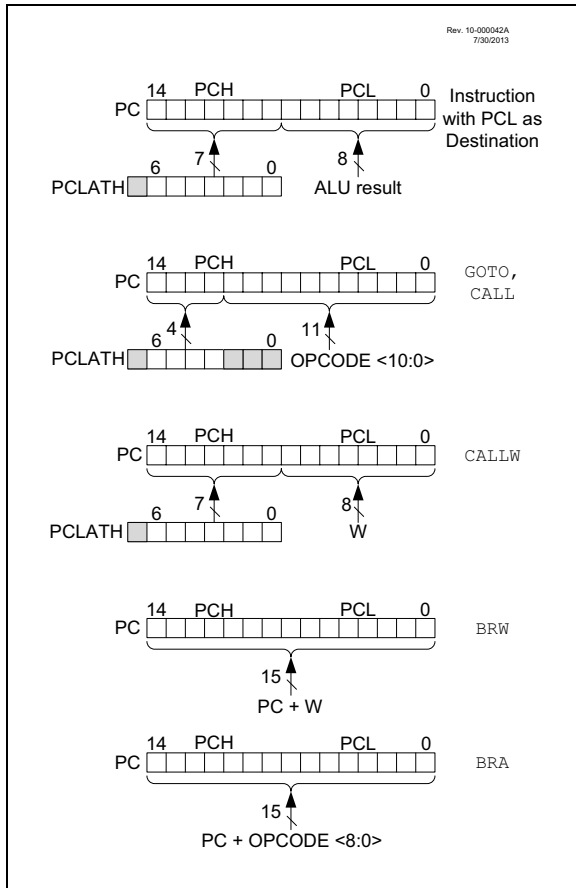 Rev. 10-000042A
7/30/2013
14 PCH PCL 0
PC
Instruction
with PCL as
Destination
7 8
6 0
PCLATH
ALU result
14 PCH PCL 0
PC
GOTO,
CALL
4 11
6 0
PCLATH
OPCODE <10:0>
14 PCH PCL 0
PC
CALLW
7 8
6 0
PCLATH
W
14 PCH PCL 0
PC
BRW
15
PC + W
14 PCH PCL 0
PC
BRA
15
PC + OPCODE <8:0>